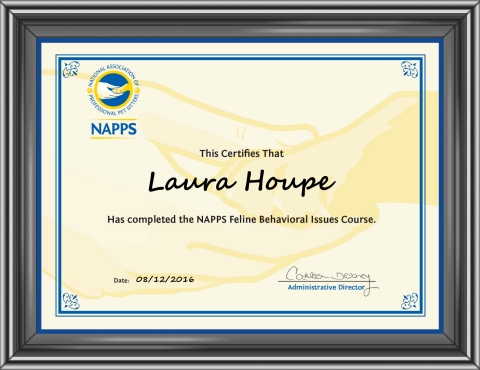 NATIONAL ASSOCIATION OF
PROFESSIONAL PET SITTERS
NAPPS
This Certifies That
Laura Houpe
Has completed the NAPPS Feline Behavioral Issues Course.
Date: 08/12/2016
Administrative Director